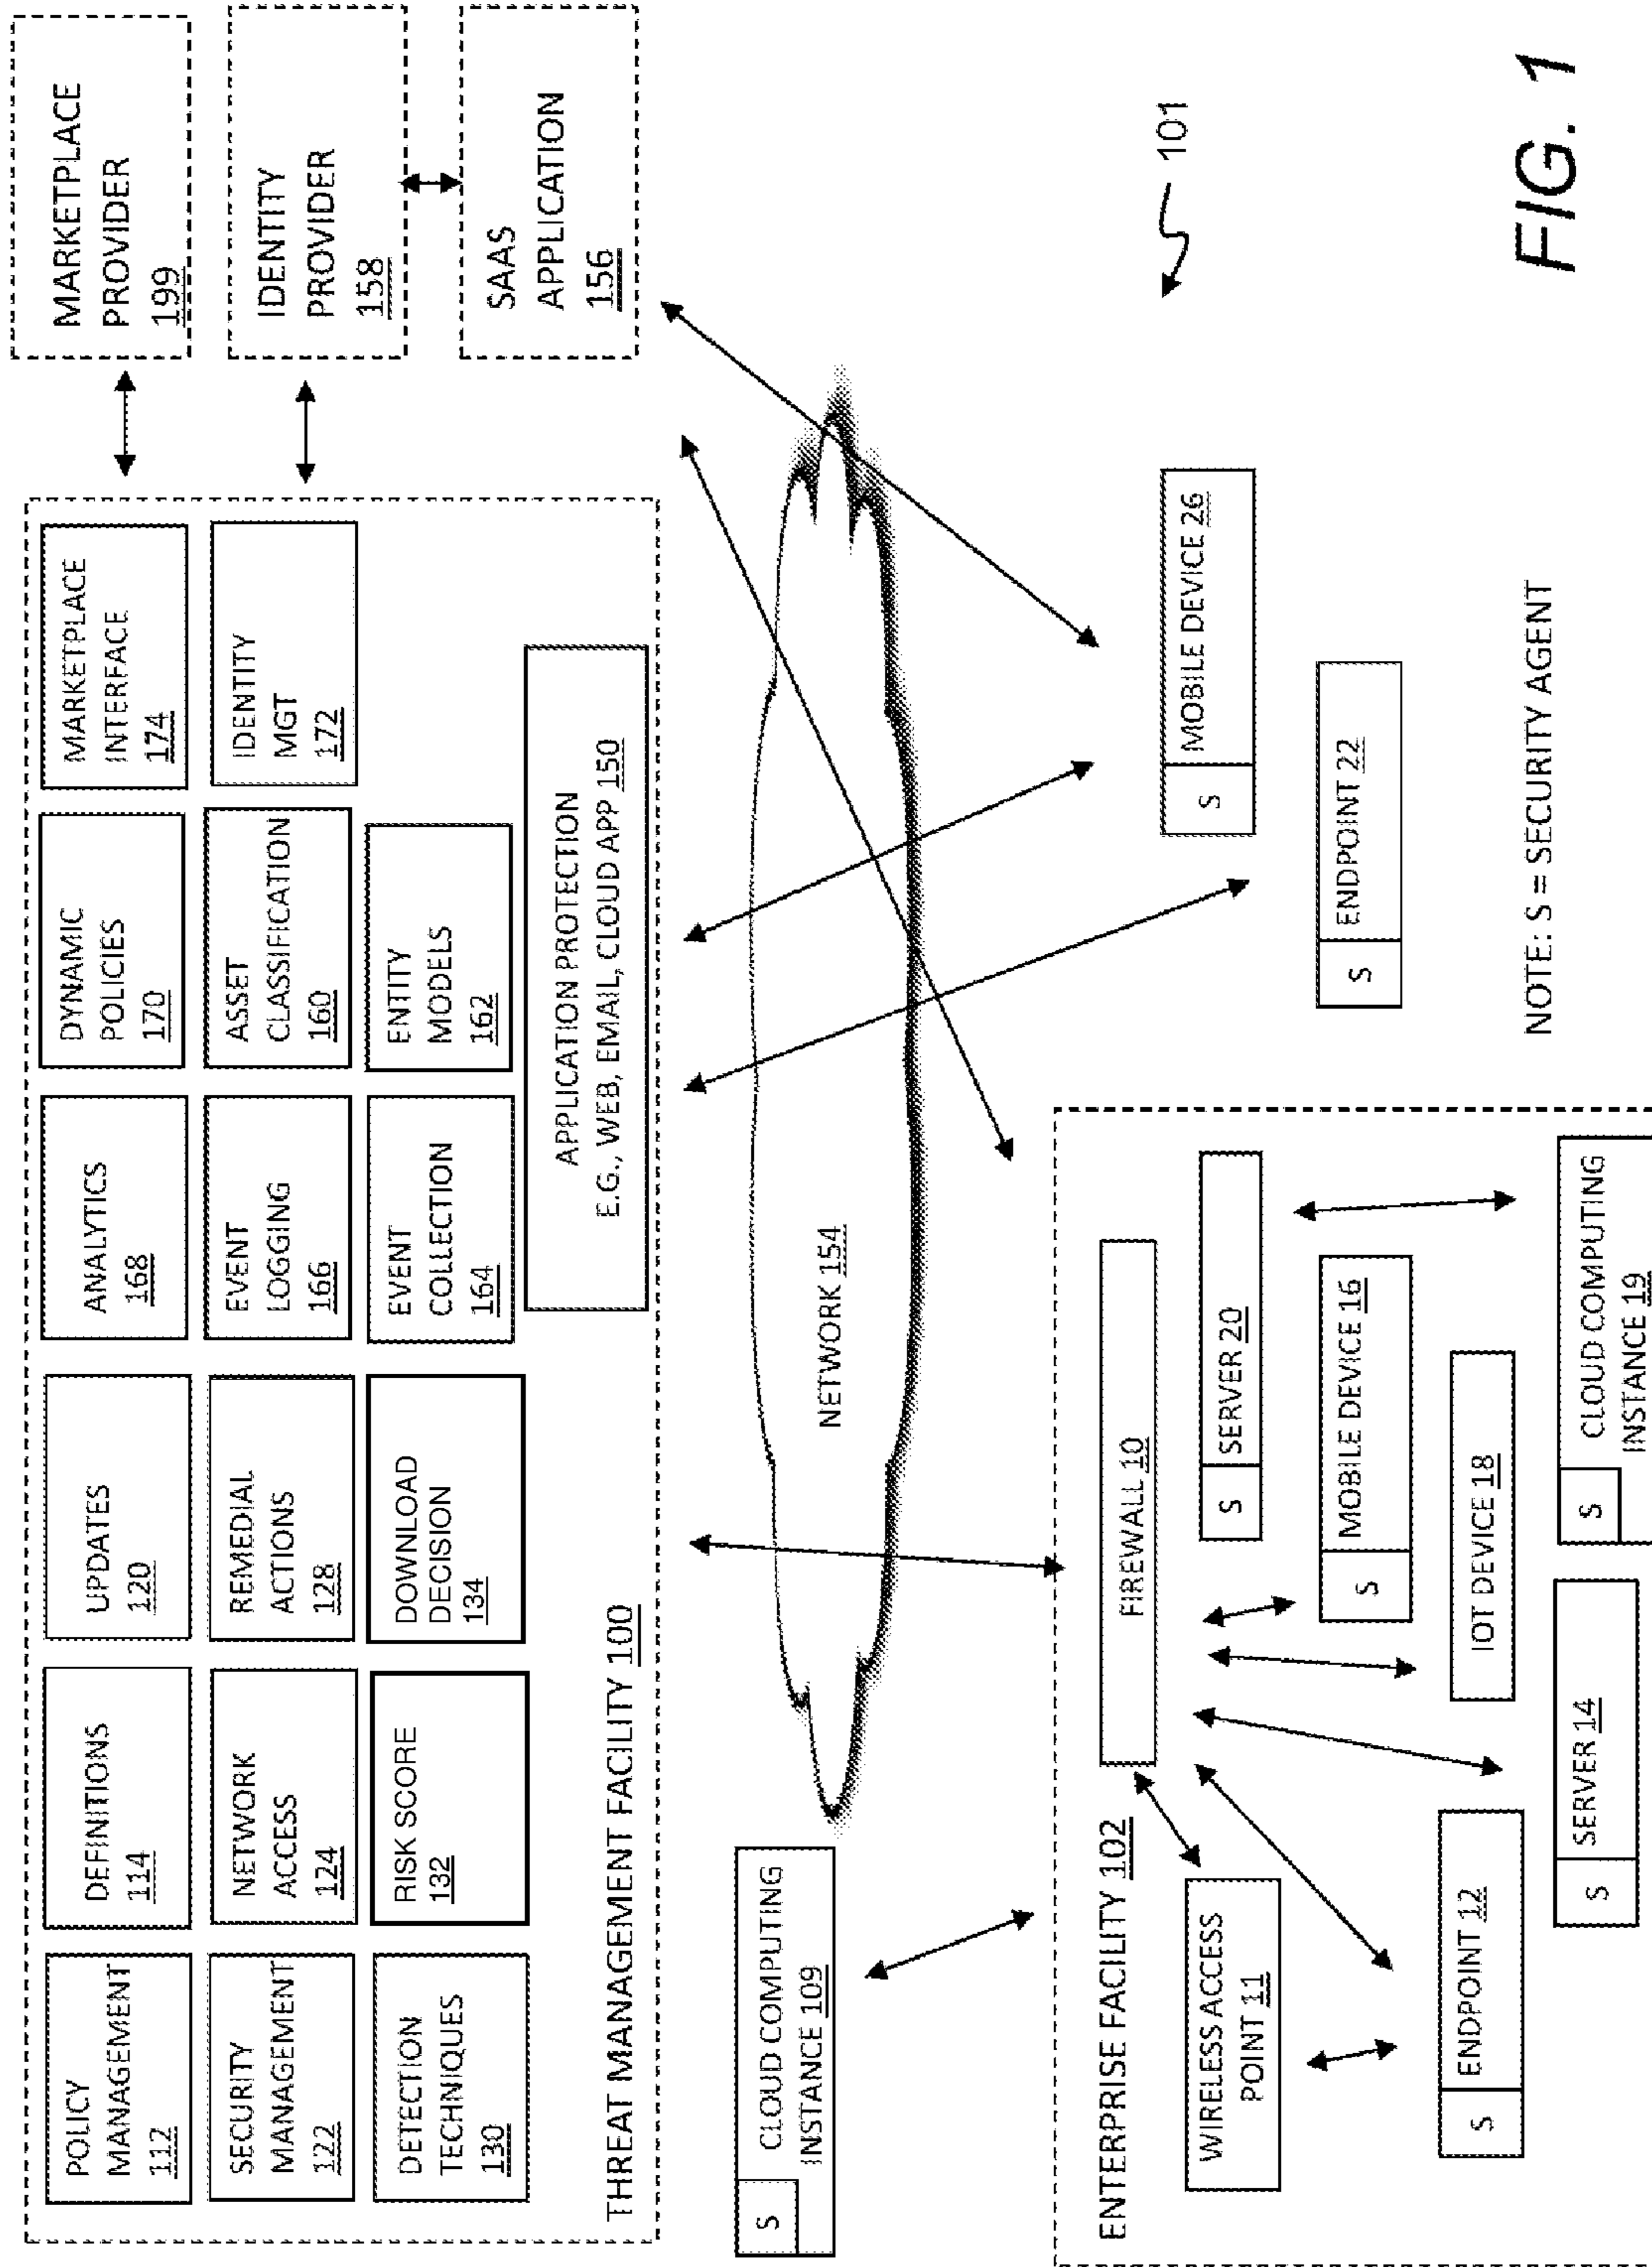 POLICY
MANAGEMENT
112
DEFINITIONS
114
UPDATES
120
ANALYTICS
168
DYNAMIC
POLICIES
170
MARKETPLACE
INTERFACE
174
SECURITY
MANAGEMENT
122
NETWORK
ACCESS
124
REMEDIAL
ACTIONS
128
EVENT
LOGGING
166
ASSET
CLASSIFICATION
160
IDENTITY
MGT
172
DETECTION
TECHNIQUES
130
RISK SCORE
132
DOWNLOAD
DECISION
134
EVENT
COLLECTION
164
ENTITY
MODELS
162
APPLICATION PROTECTION
E.G., WEB, EMAIL, CLOUD APP 150
THREAT MANAGEMENT FACILITY 100
MARKETPLACE
PROVIDER
199
IDENTITY
PROVIDER
158
SAAS
APPLICATION
156
S
CLOUD COMPUTING
INSTANCE 109
NETWORK 154
101
ENTERPRISE FACILITY 102
FIREWALL 10
WIRELESS ACCESS
POINT 11
S
SERVER 20
S
MOBILE DEVICE 16
IOT DEVICE 18
S
ENDPOINT 12
S
SERVER 14
S
CLOUD COMPUTING
INSTANCE 19
S
MOBILE DEVICE 26
S
ENDPOINT 22
NOTE: S = SECURITY AGENT
FIG. 1